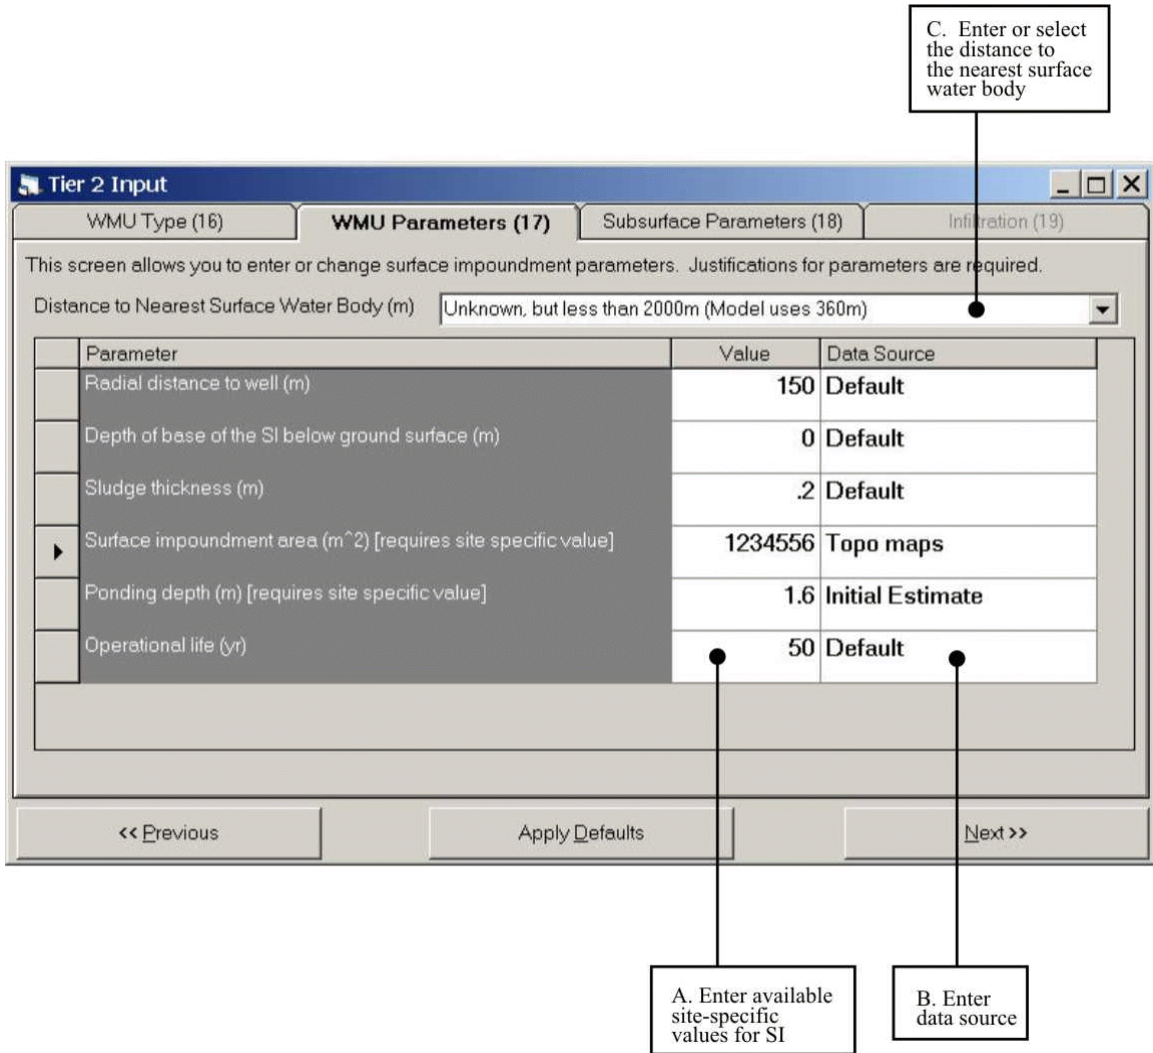 C. Enter or select
the distance to
the nearest surface
water body
Tier 2 Input
WMU Type (16)
WMU Parameters (17)
Subsurface Parameters (18)
Infiltration (19)
This screen allows you to enter or change surface impoundment parameters. Justifications for parameters are required.
Distance to Nearest Surface Water Body (m)
Unknown, but less than 2000m (Model uses 360m)
Parameter Value Data Source
Radial distance to well (m) 150 Default
Depth of base of the SI below ground surface (m) 0 Default
Sludge thickness (m) .2 Default
Surface impoundment area (m^2) [requires site specific value] 1234556 Topo maps
Ponding depth (m) [requires site specific value] 1.6 Initial Estimate
Operational life (yr) 50 Default
<< Previous
Apply Defaults
Next >>
A. Enter available
site-specific
values for SI
B. Enter
data source